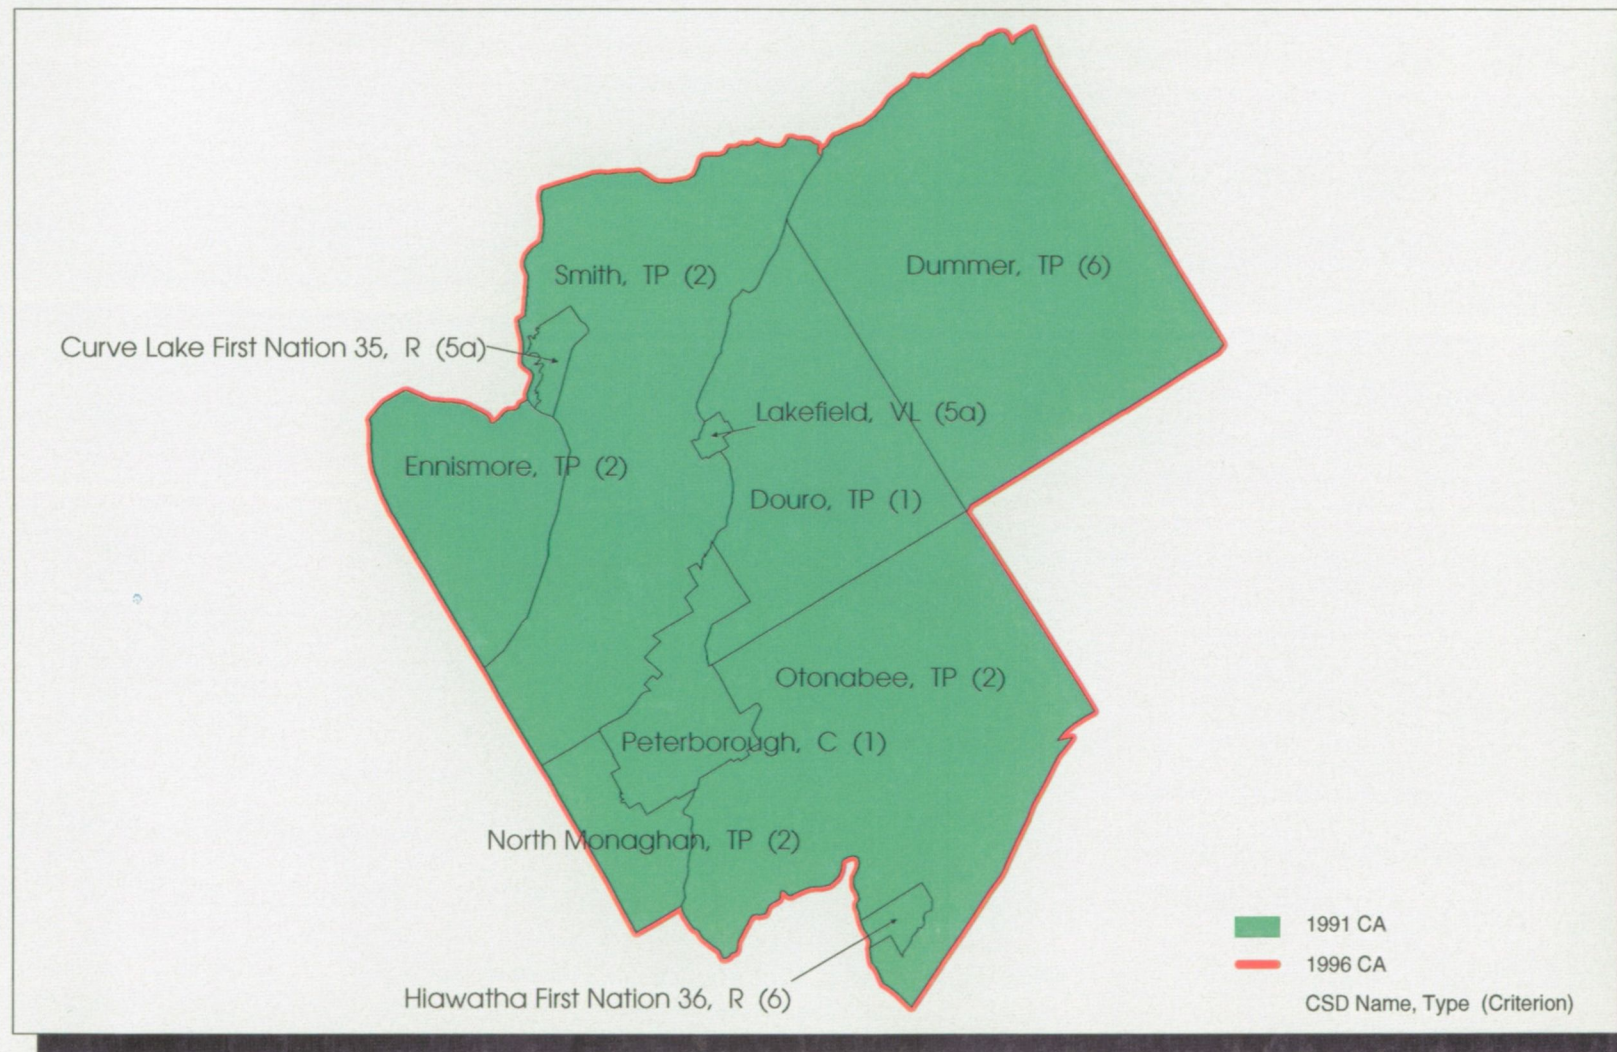 Smith, TP (2)
Dummer, TP (6)
Curve Lake First Nation 35, R (5a)
Lakefield, VL (5a)
Ennismore, TP (2)
Douro, TP (1)
Otonabee, TP (2)
Peterborough, C (1)
North Monaghan, TP (2)
Hiawatha First Nation 36, R (6)
1991 CA
1996 CA
CSD Name, Type (Criterion)